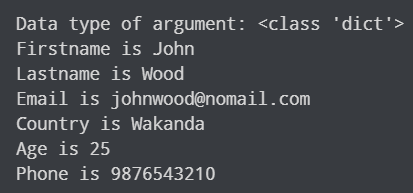 Data type of argument: <class 'dict'>
Firstname is John
Lastname is Wood
Email is johnwood@nomail.com
Country is Wakanda
Age is 25
Phone is 9876543210